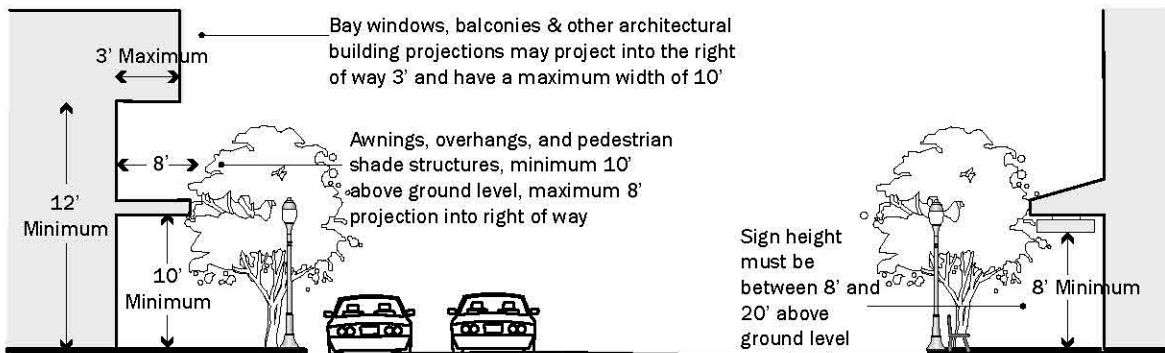 Bay windows, balconies & other architectural
building projections may project into the right
of way 3’ and have a maximum width of 10’
3’ Maximum
Awnings, overhangs, and pedestrian
shade structures, minimum 10’
above ground level, maximum 8’
projection into right of way
8’
12’
Minimum
10’
Minimum
Sign height
must be
between 8’ and
20’ above
ground level
8’ Minimum